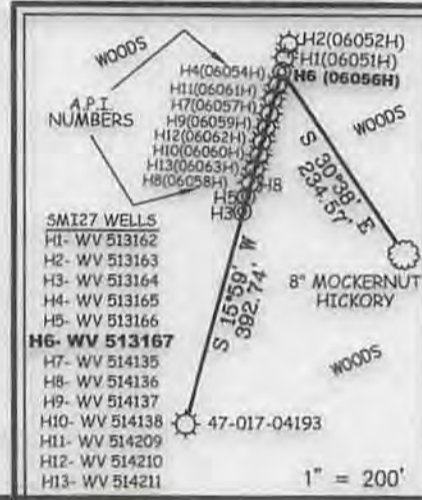 WOODS
H2(06052H)
H1(06051H)
H4(06054H)
H6 (06056H)
H11(06061H)
H7(06057H)
A.P.I.
NUMBERS
H9(06059H)
WOODS
H12(06062H)
H10(06060H)
H13(06063H)
H8(06058H)
H8
H5
H3
S 30°38' E
234.57'
SMI27 WELLS
H1- WV 513162
H2- WV 513163
H3- WV 513164
H4- WV 513165
H5- WV 513166
H6- WV 513167
H7- WV 514135
H8- WV 514136
H9- WV 514137
H10- WV 514138
H11- WV 514209
H12- WV 514210
H13- WV 514211
S 15°59' W
392.74'
8" MOCKERNUT
HICKORY
WOODS
47-017-04193
1" = 200'